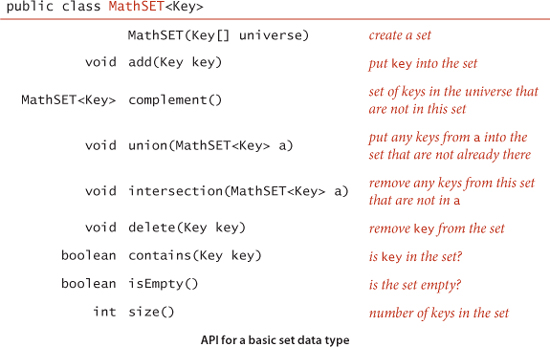 public class MathSET<Key>
MathSET(Key[] universe) create a set
void add(Key key) put key into the set
MathSET<Key> complement() set of keys in the universe that
are not in this set
void union(MathSET<Key> a) put any keys from a into the
set that are not already there
void intersection(MathSET<Key> a) remove any keys from this set
that are not in a
void delete(Key key) remove key from the set
boolean contains(Key key) is key in the set?
boolean isEmpty() is the set empty?
int size() number of keys in the set
API for a basic set data type